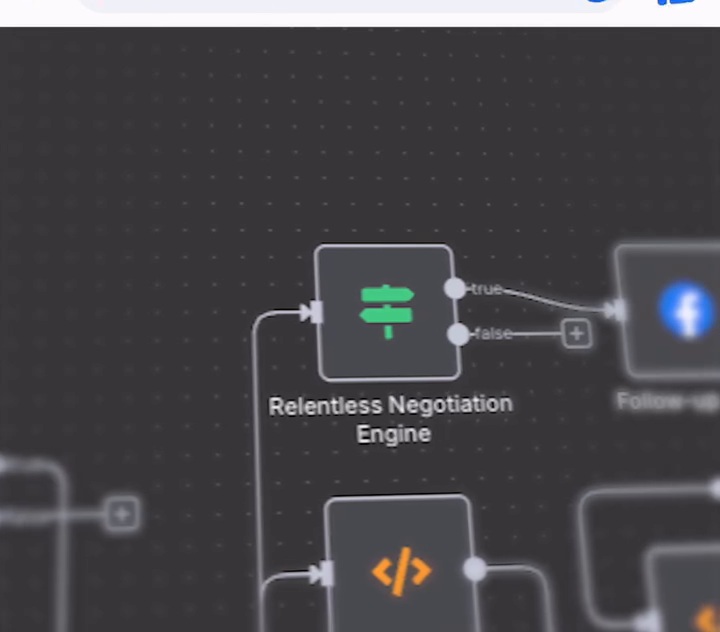 true
false
Relentless Negotiation
Engine
Follow-up